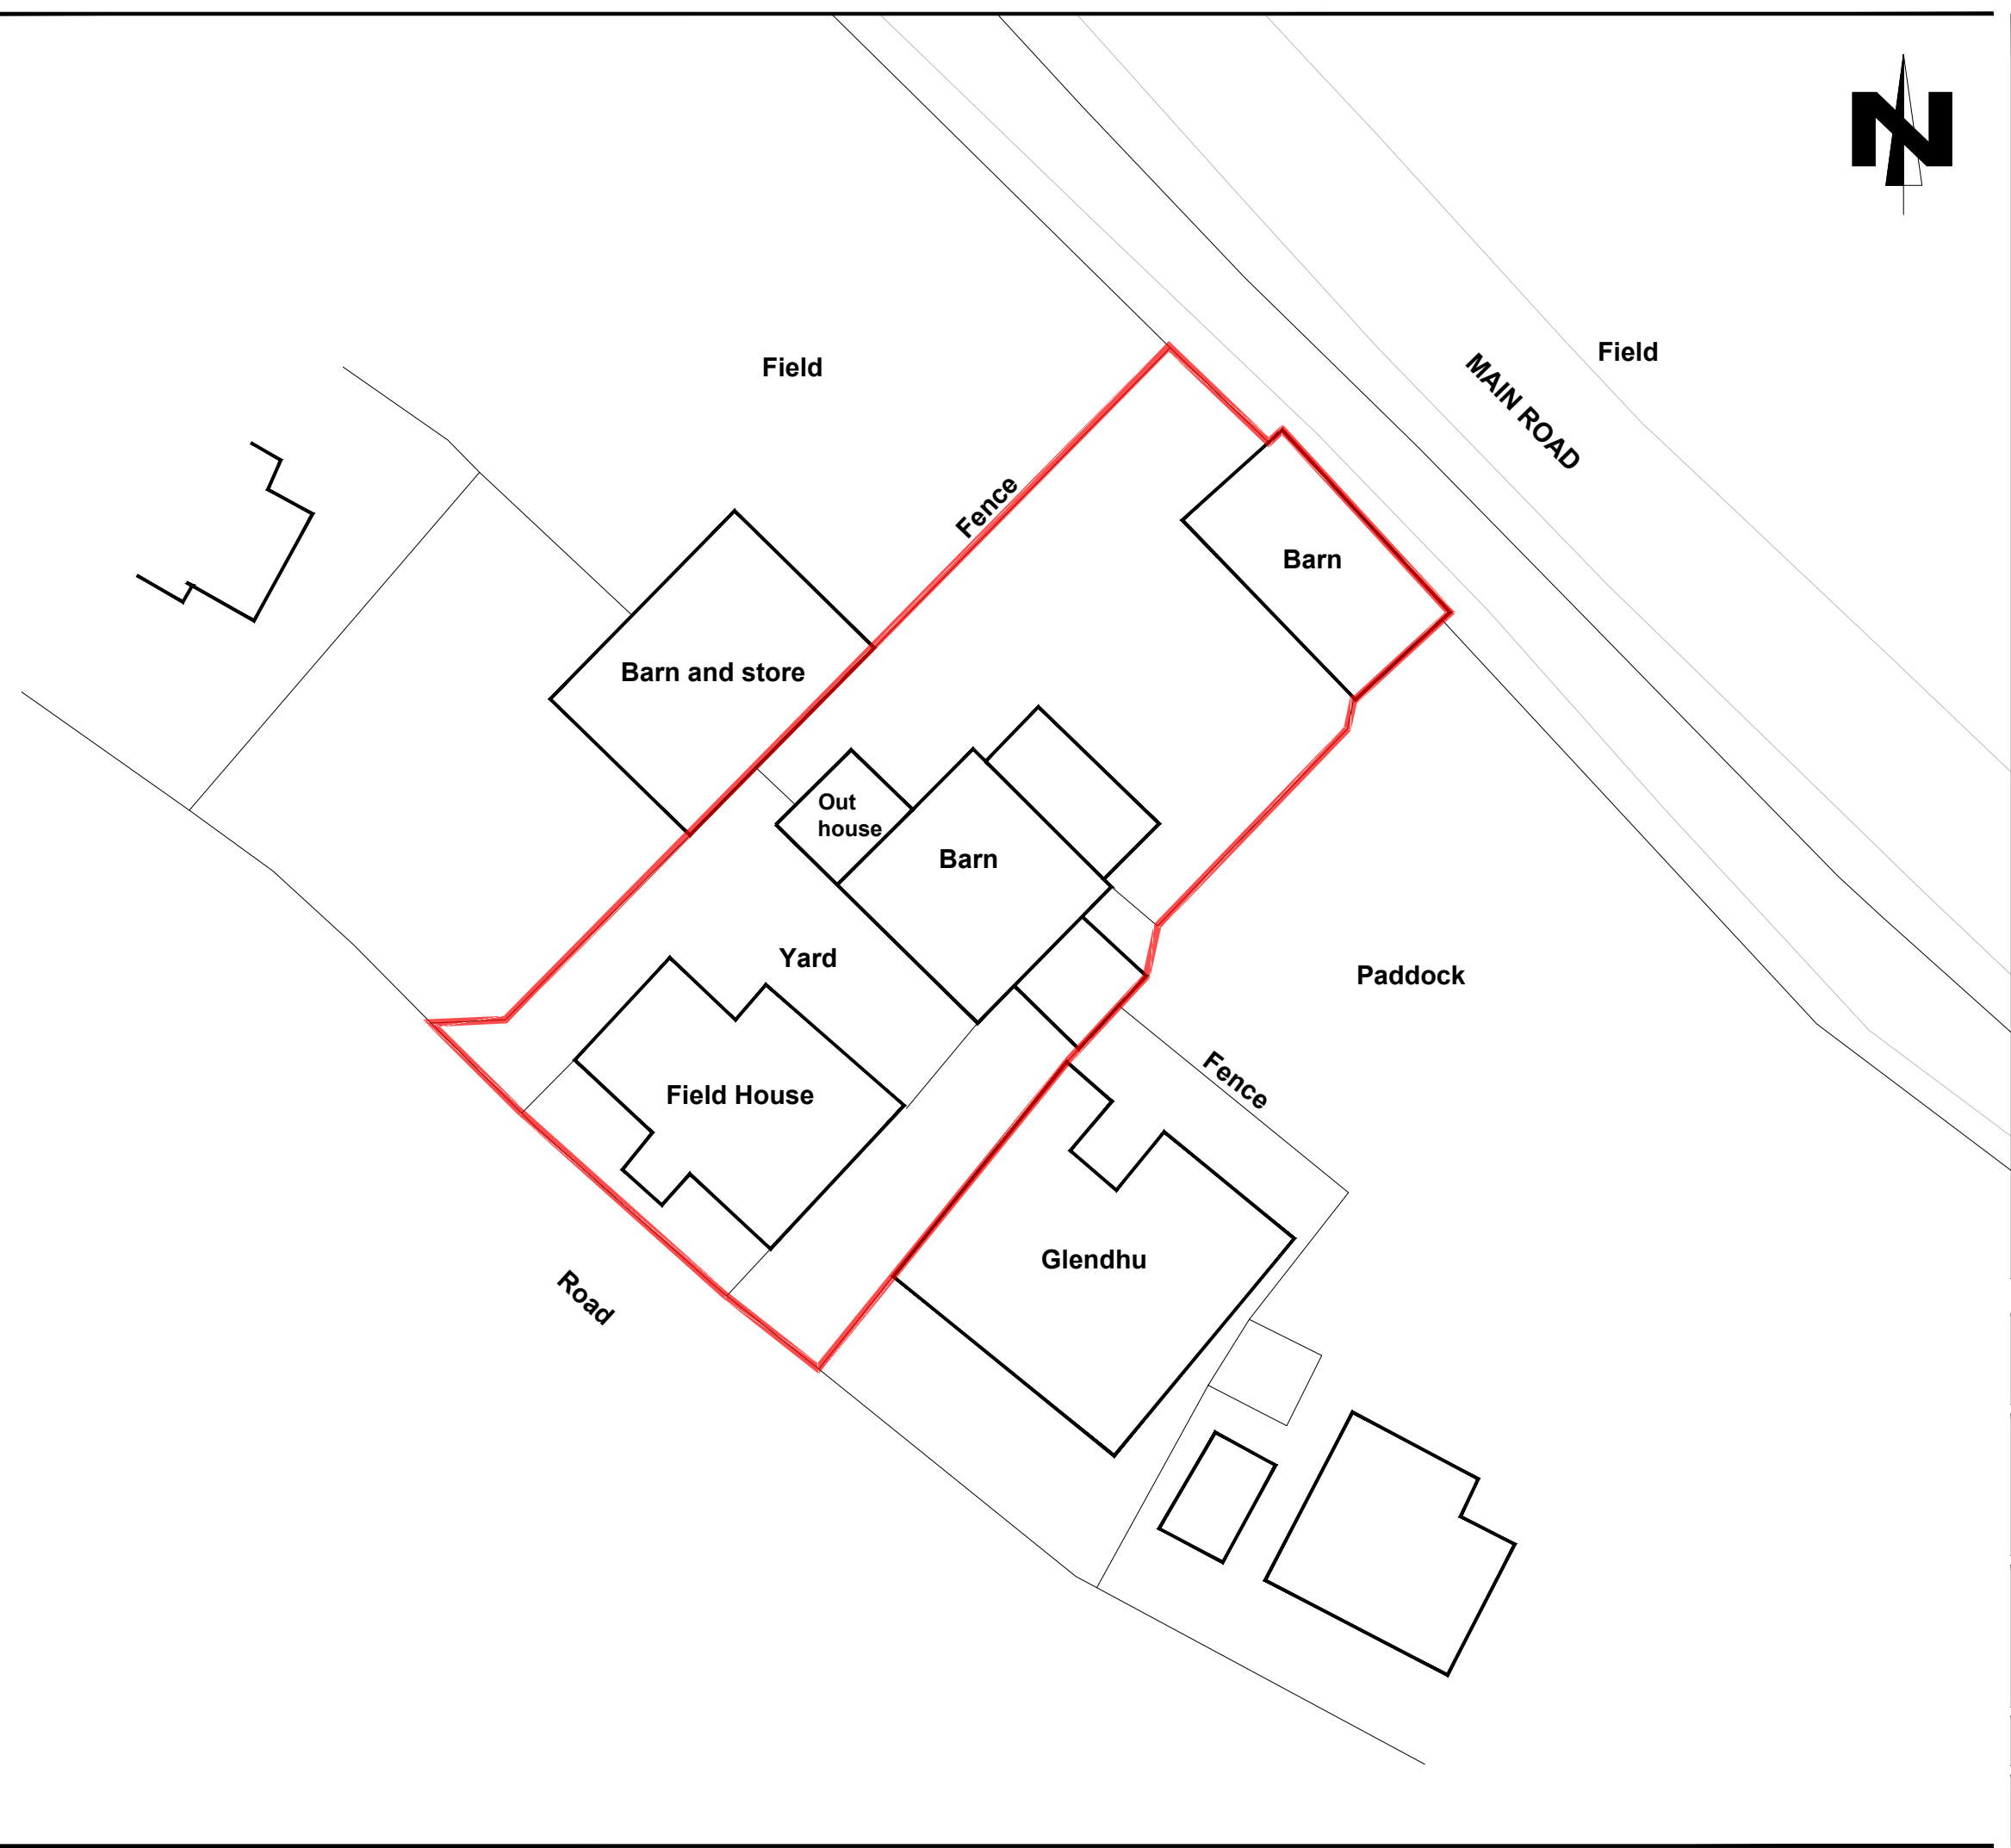 N
Field
Field
MAIN ROAD
Fence
Barn
Barn and store
Out
house
Barn
Yard
Paddock
Fence
Field House
Glendhu
Road